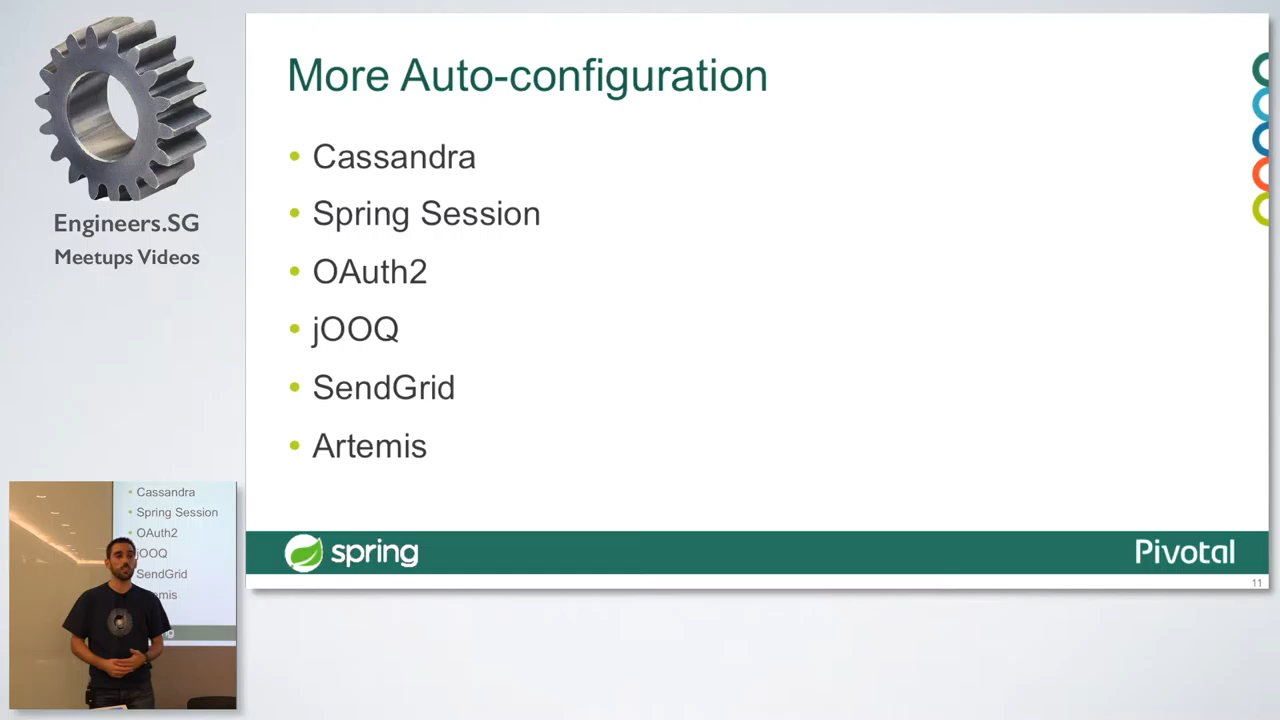 Engineers.SG
Meetups Videos
More Auto-configuration
• Cassandra
• Spring Session
• OAuth2
• jOOQ
• SendGrid
• Artemis
spring
Pivotal
11
• Cassandra
• Spring Session
• OAuth2
jOOQ
SendGrid
emis